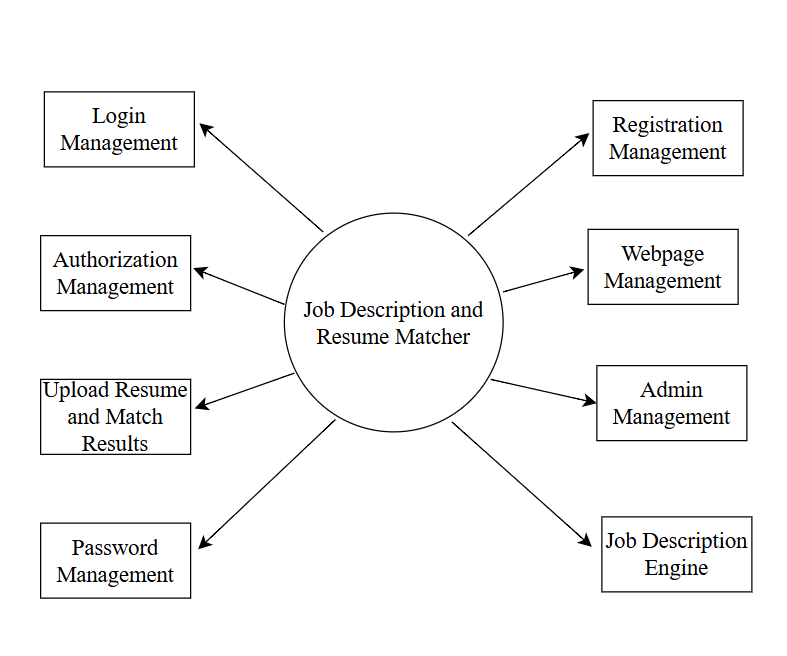 Login
Management
Registration
Management
Authorization
Management
Webpage
Management
Job Description and
Resume Matcher
Upload Resume
and Match
Results
Admin
Management
Password
Management
Job Description
Engine